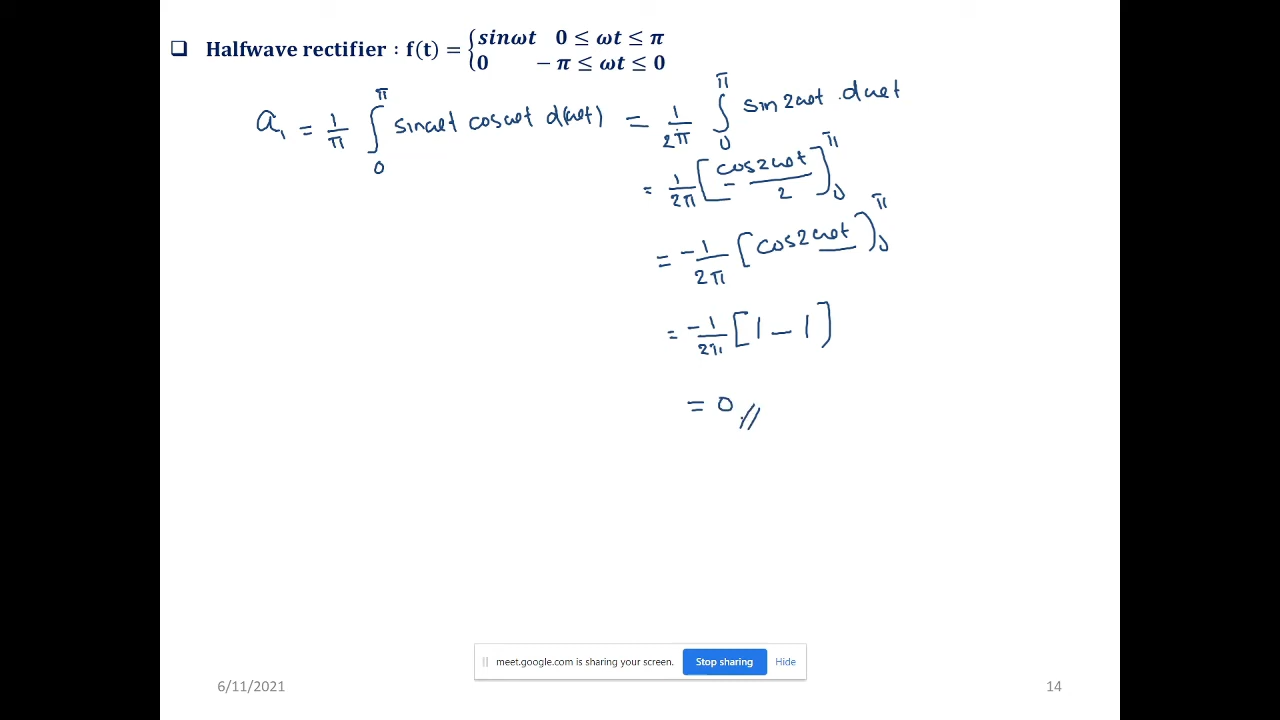 ❑ Halfwave rectifier : f(t) = { sinωt 0 ≤ ωt ≤ π
0 − π ≤ ωt ≤ 0
a₁ = 1/π ∫₀^π sinωt cosωt d(ωt) = 1/2π ∫₀^π sin2ωt . dωt
= 1/2π [ − cos2ωt / 2 ]₀^π
= −1/2π [ cos2ωt ]₀^π
= −1/2π [ 1 − 1 ]
= 0 //
meet.google.com is sharing your screen. Stop sharing Hide
6/11/2021 14